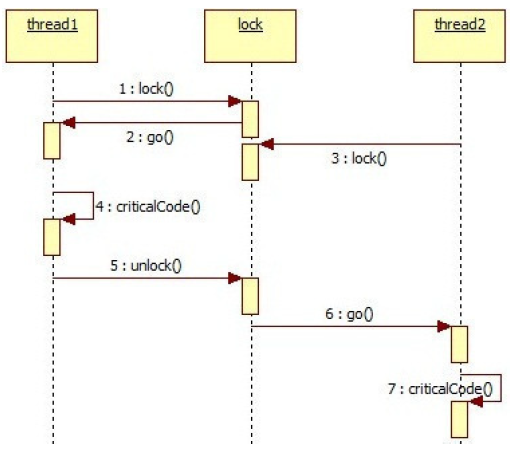 thread1
lock
thread2
1 : lock()
2 : go()
3 : lock()
4 : criticalCode()
5 : unlock()
6 : go()
7 : criticalCode()